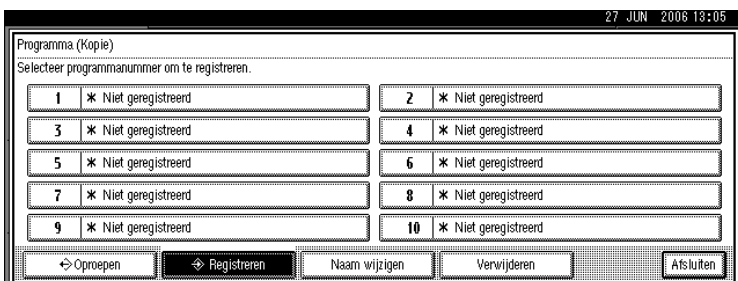 27 JUN 2006 13:05
Programma (Kopie)
Selecteer programmanummer om te registreren.
1 * Niet geregistreerd 2 * Niet geregistreerd
3 * Niet geregistreerd 4 * Niet geregistreerd
5 * Niet geregistreerd 6 * Niet geregistreerd
7 * Niet geregistreerd 8 * Niet geregistreerd
9 * Niet geregistreerd 10 * Niet geregistreerd
Oproepen Registreren Naam wijzigen Verwijderen Afsluiten